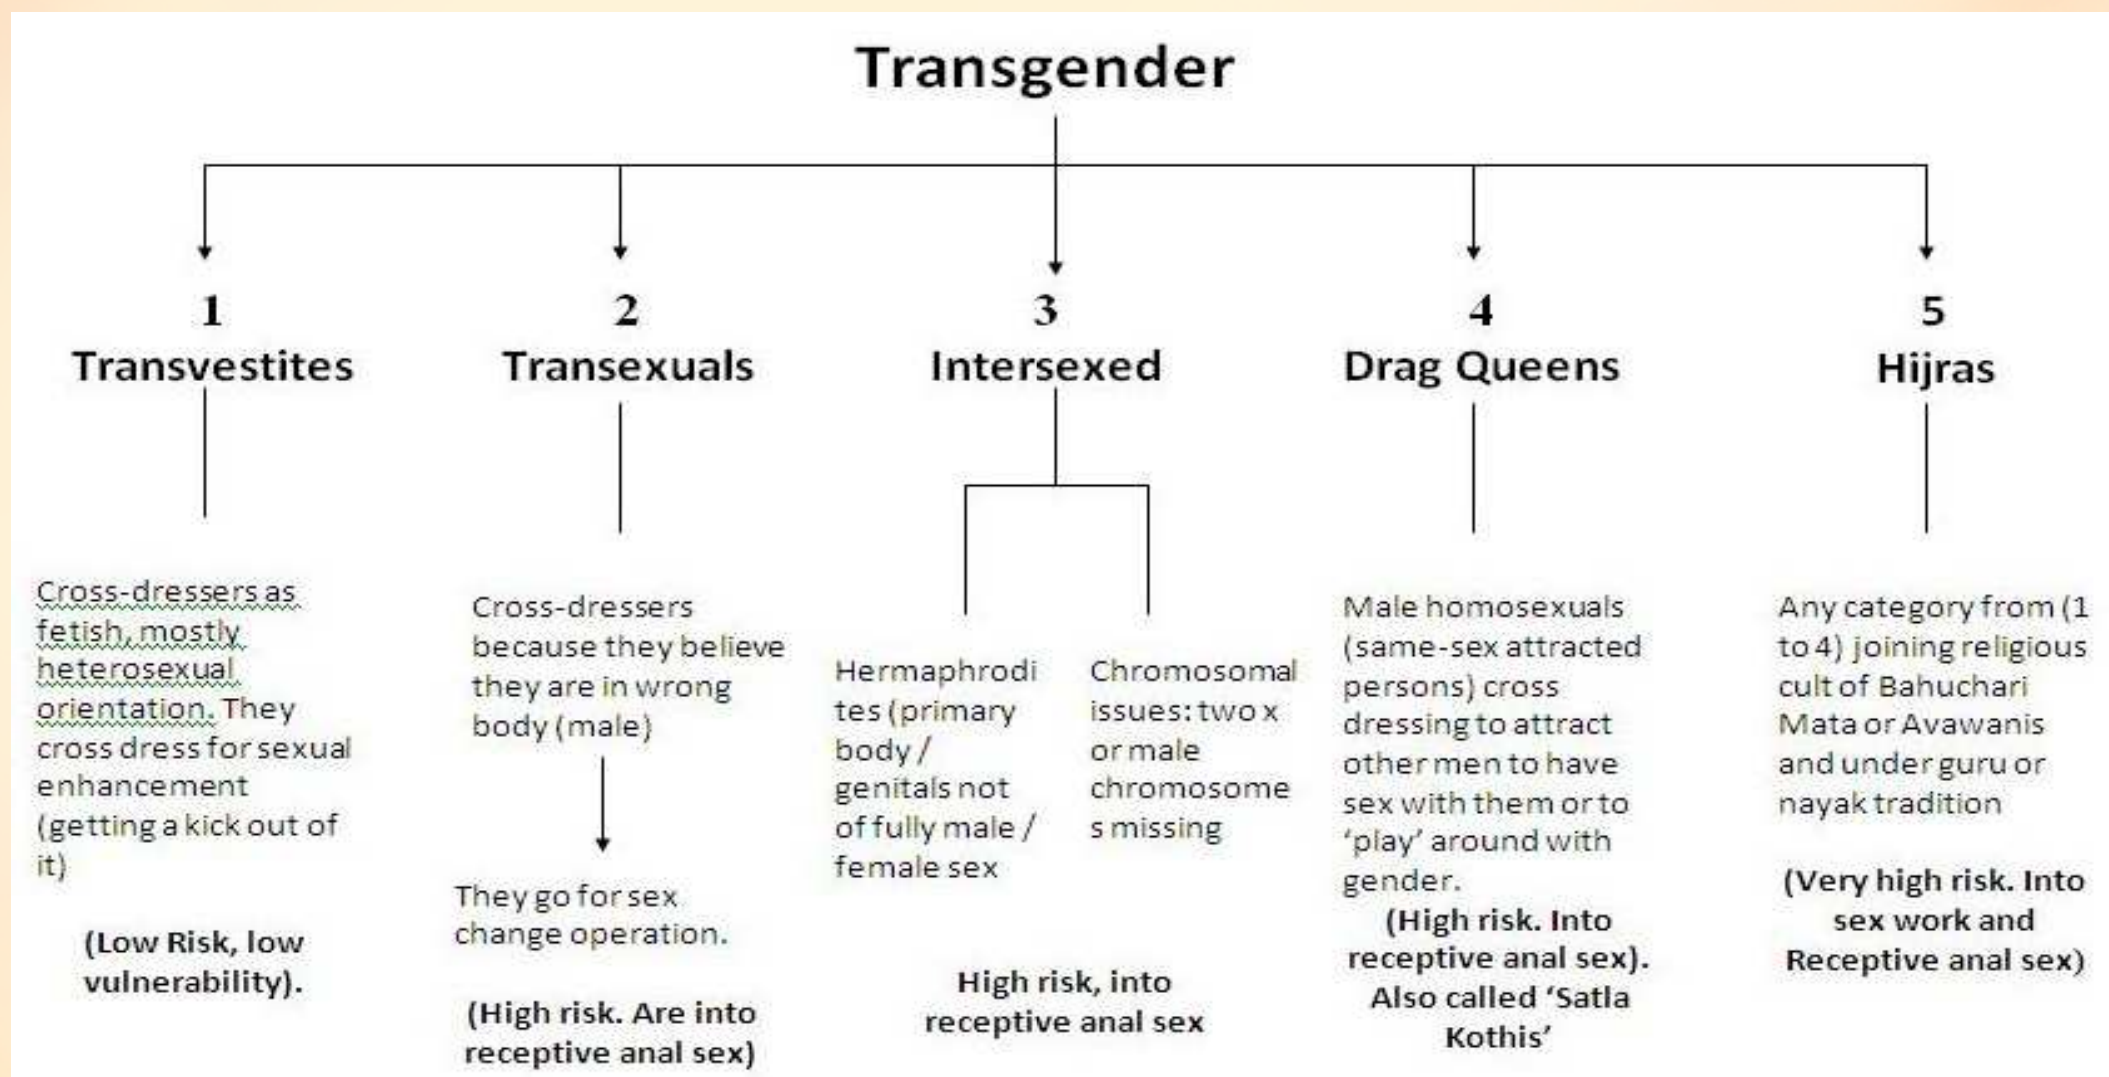 Transgender
1
Transvestites
Cross-dressers as
fetish, mostly
heterosexual
orientation. They
cross dress for sexual
enhancement
(getting a kick out of
it)
(Low Risk, low
vulnerability).
2
Transexuals
Cross-dressers
because they believe
they are in wrong
body (male)
They go for sex
change operation.
(High risk. Are into
receptive anal sex)
3
Intersexed
Hermaphrodi
tes (primary
body /
genitals not
of fully male /
female sex
Chromosomal
issues: two x
or male
chromosome
s missing
High risk, into
receptive anal sex
4
Drag Queens
Male homosexuals
(same-sex attracted
persons) cross
dressing to attract
other men to have
sex with them or to
‘play’ around with
gender.
(High risk. Into
receptive anal sex).
Also called ‘Satla
Kothis’
5
Hijras
Any category from (1
to 4) joining religious
cult of Bahuchari
Mata or Avawanis
and under guru or
nayak tradition
(Very high risk. Into
sex work and
Receptive anal sex)